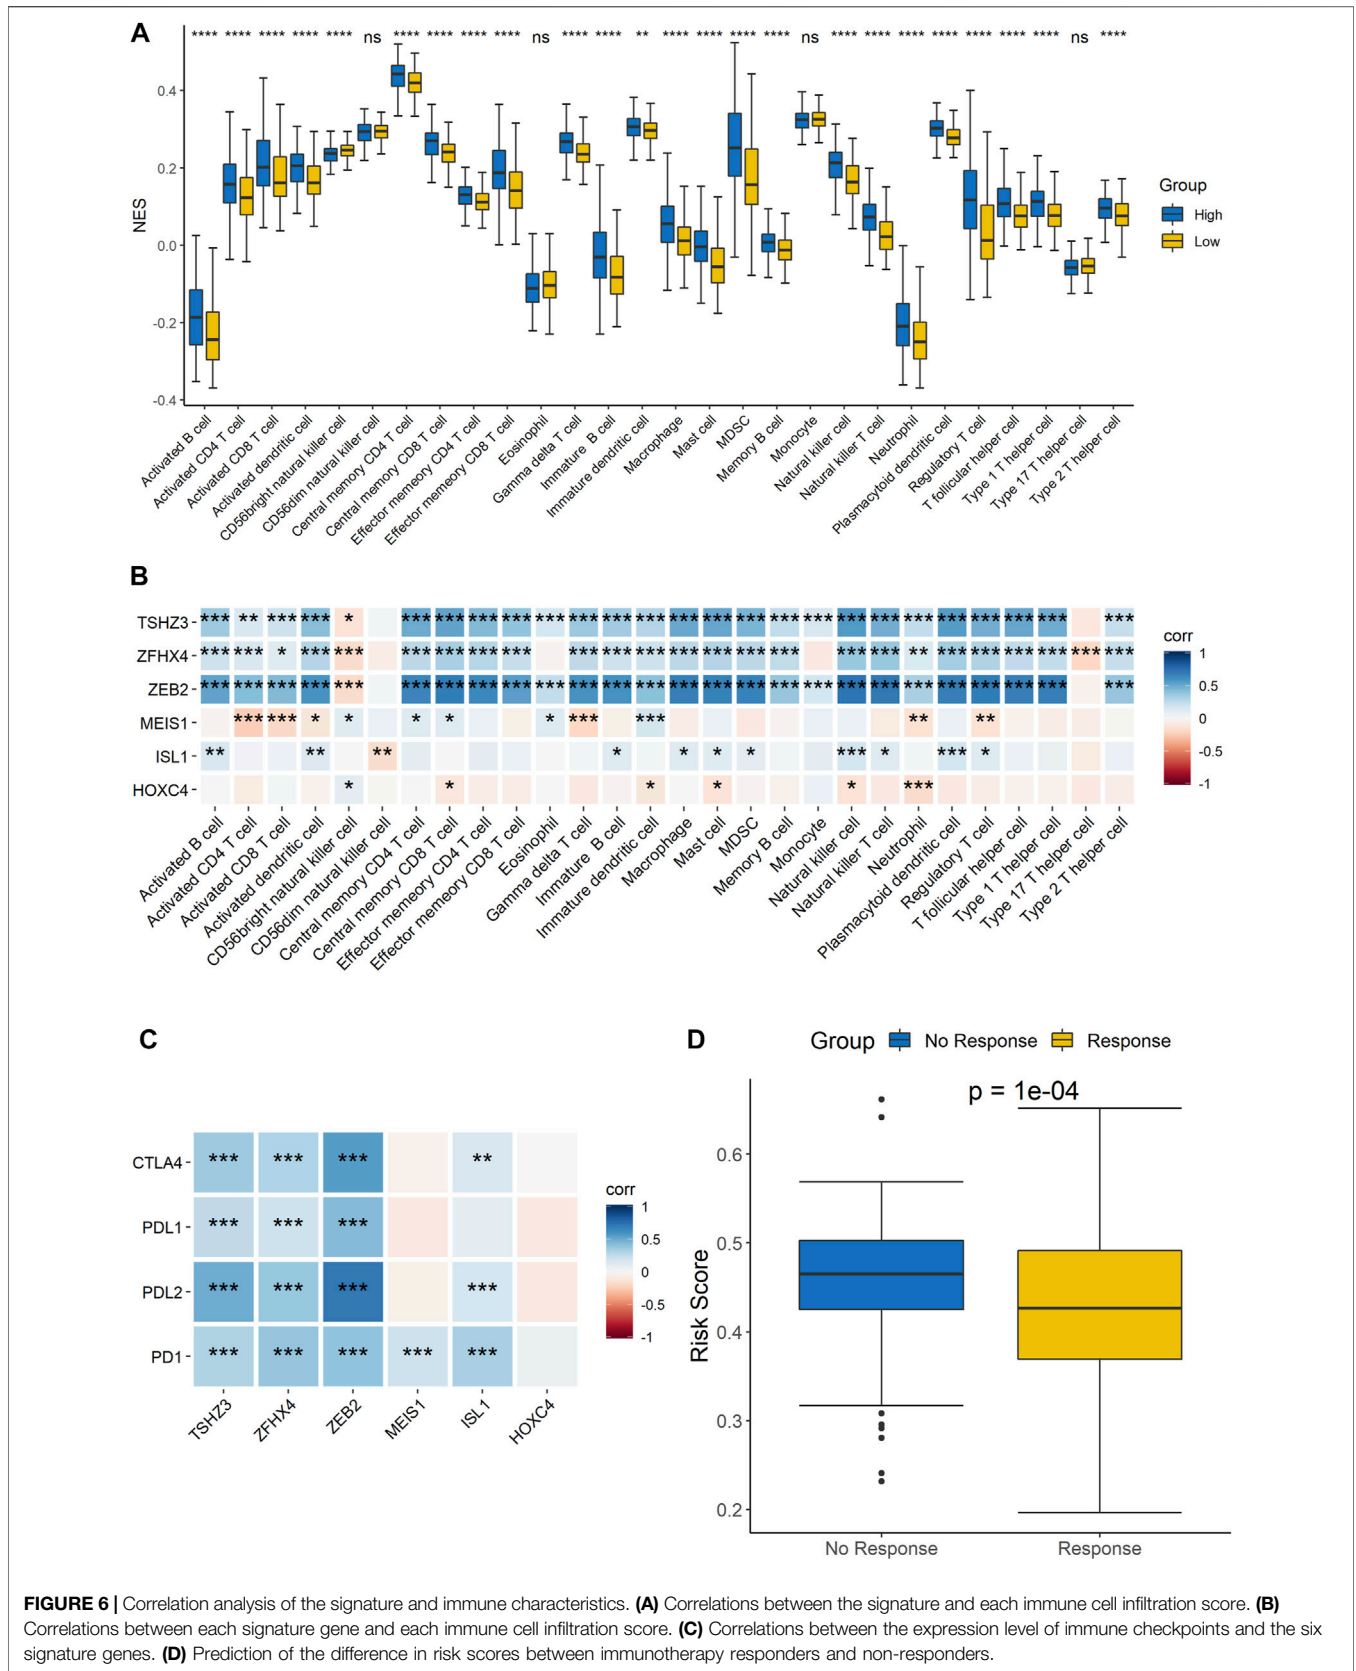 A
**** **** **** **** **** ns **** **** **** **** ns **** **** ** **** **** **** **** ns **** **** **** **** **** **** **** ns ****
NES
0.4
0.2
0.0
-0.2
-0.4
Group
High
Low
Activated B cell
Activated CD4 T cell
Activated CD8 T cell
Activated dendritic cell
CD56bright natural killer cell
CD56dim natural killer cell
Central memory CD4 T cell
Central memory CD8 T cell
Effector memeory CD4 T cell
Effector memeory CD8 T cell
Eosinophil
Gamma delta T cell
Immature B cell
Immature dendritic cell
Macrophage
Mast cell
MDSC
Memory B cell
Monocyte
Natural killer cell
Natural killer T cell
Neutrophil
Plasmacytoid dendritic cell
Regulatory T cell
T follicular helper cell
Type 1 T helper cell
Type 17 T helper cell
Type 2 T helper cell
B
TSHZ3 *** ** *** *** * *** *** *** *** *** *** *** *** *** *** *** *** *** *** *** *** *** *** *** *** ***
ZFHX4 *** *** * *** *** *** *** *** *** *** *** *** *** *** *** *** *** *** ** *** *** *** *** *** ***
ZEB2 *** *** *** *** *** *** *** *** *** *** *** *** *** *** *** *** *** *** *** *** *** *** *** *** *** ***
MEIS1 *** *** * * * * * *** *** ** **
ISL1 ** ** ** * * * * *** * *** *
HOXC4 * * * * * ***
corr
1
0.5
0
-0.5
-1
Activated B cell
Activated CD4 T cell
Activated CD8 T cell
Activated dendritic cell
CD56bright natural killer cell
CD56dim natural killer cell
Central memory CD4 T cell
Central memory CD8 T cell
Effector memeory CD4 T cell
Effector memeory CD8 T cell
Eosinophil
Gamma delta T cell
Immature B cell
Immature dendritic cell
Macrophage
Mast cell
MDSC
Memory B cell
Monocyte
Natural killer cell
Natural killer T cell
Neutrophil
Plasmacytoid dendritic cell
Regulatory T cell
T follicular helper cell
Type 1 T helper cell
Type 17 T helper cell
Type 2 T helper cell
C
CTLA4 *** *** *** **
PDL1 *** *** ***
PDL2 *** *** *** ***
PD1 *** *** *** *** ***
TSHZ3
ZFHX4
ZEB2
MEIS1
ISL1
HOXC4
corr
1
0.5
0
-0.5
-1
D
Group No Response Response
p = 1e-04
Risk Score
0.6
0.5
0.4
0.3
0.2
No Response Response
FIGURE 6 | Correlation analysis of the signature and immune characteristics. (A) Correlations between the signature and each immune cell infiltration score. (B)
Correlations between each signature gene and each immune cell infiltration score. (C) Correlations between the expression level of immune checkpoints and the six
signature genes. (D) Prediction of the difference in risk scores between immunotherapy responders and non-responders.